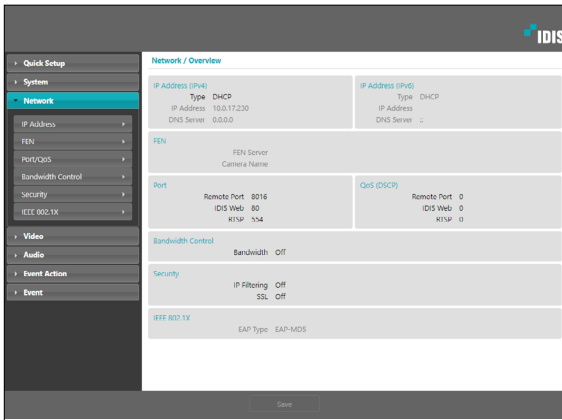 IDIS
Quick Setup
System
Network
IP Address
FEN
Port/QoS
Bandwidth Control
Security
IEEE 802.1X
Video
Audio
Event Action
Event
Network / Overview
IP Address (IPv4)
Type DHCP
IP Address 10.0.17.230
DNS Server 0.0.0.0
IP Address (IPv6)
Type DHCP
IP Address
DNS Server ::
FEN
FEN Server
Camera Name
Port
Remote Port 8016
IDIS Web 80
RTSP 554
QoS (DSCP)
Remote Port 0
IDIS Web 0
RTSP 0
Bandwidth Control
Bandwidth Off
Security
IP Filtering Off
SSL Off
IEEE 802.1X
EAP Type EAP-MD5
Save